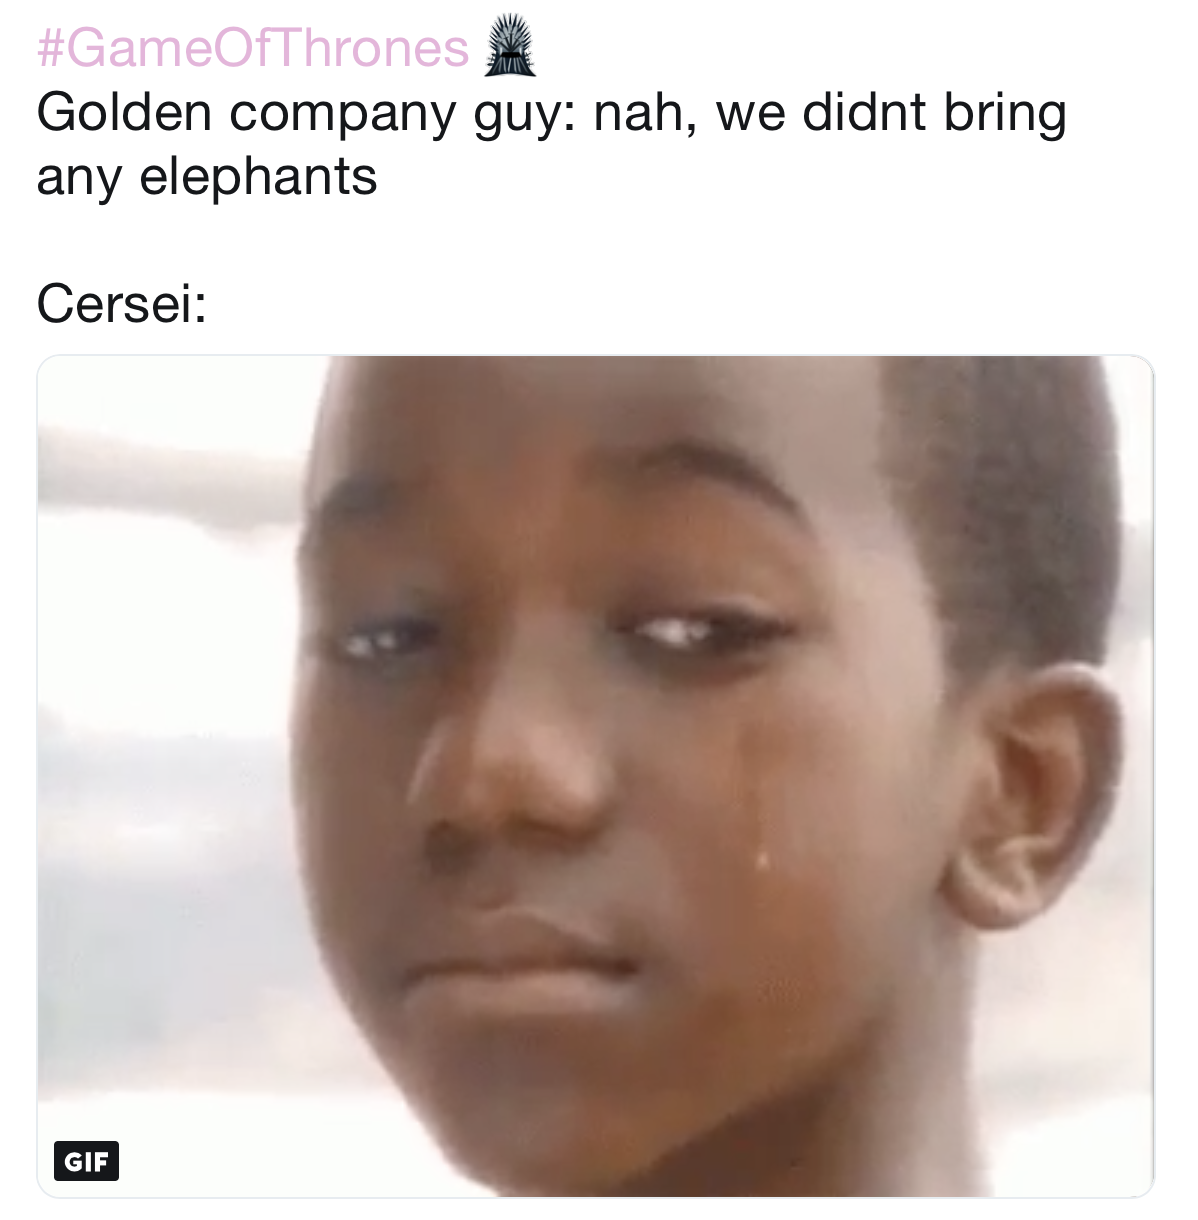 #GameOfThrones
Golden company guy: nah, we didnt bring
any elephants
Cersei:
GIF